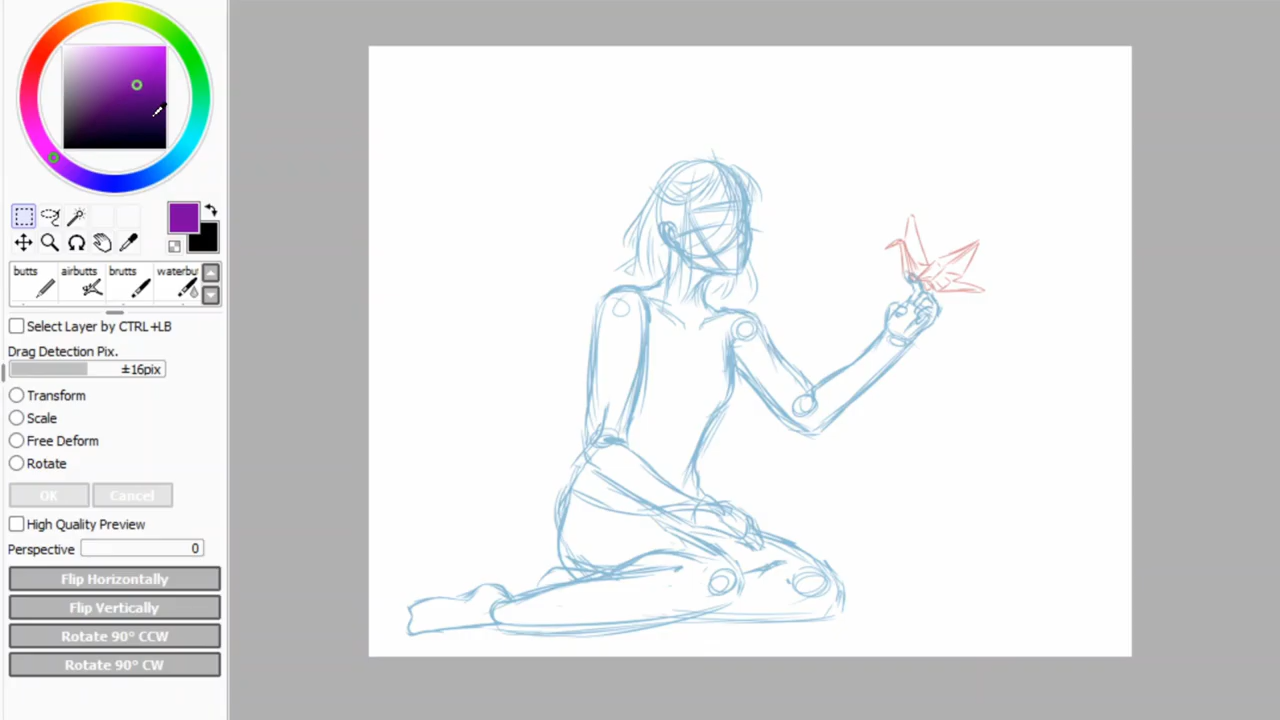 butts airbutts brutts waterbu
Select Layer by CTRL+LB
Drag Detection Pix.
±16pix
Transform
Scale
Free Deform
Rotate
OK Cancel
High Quality Preview
Perspective 0
Flip Horizontally
Flip Vertically
Rotate 90° CCW
Rotate 90° CW